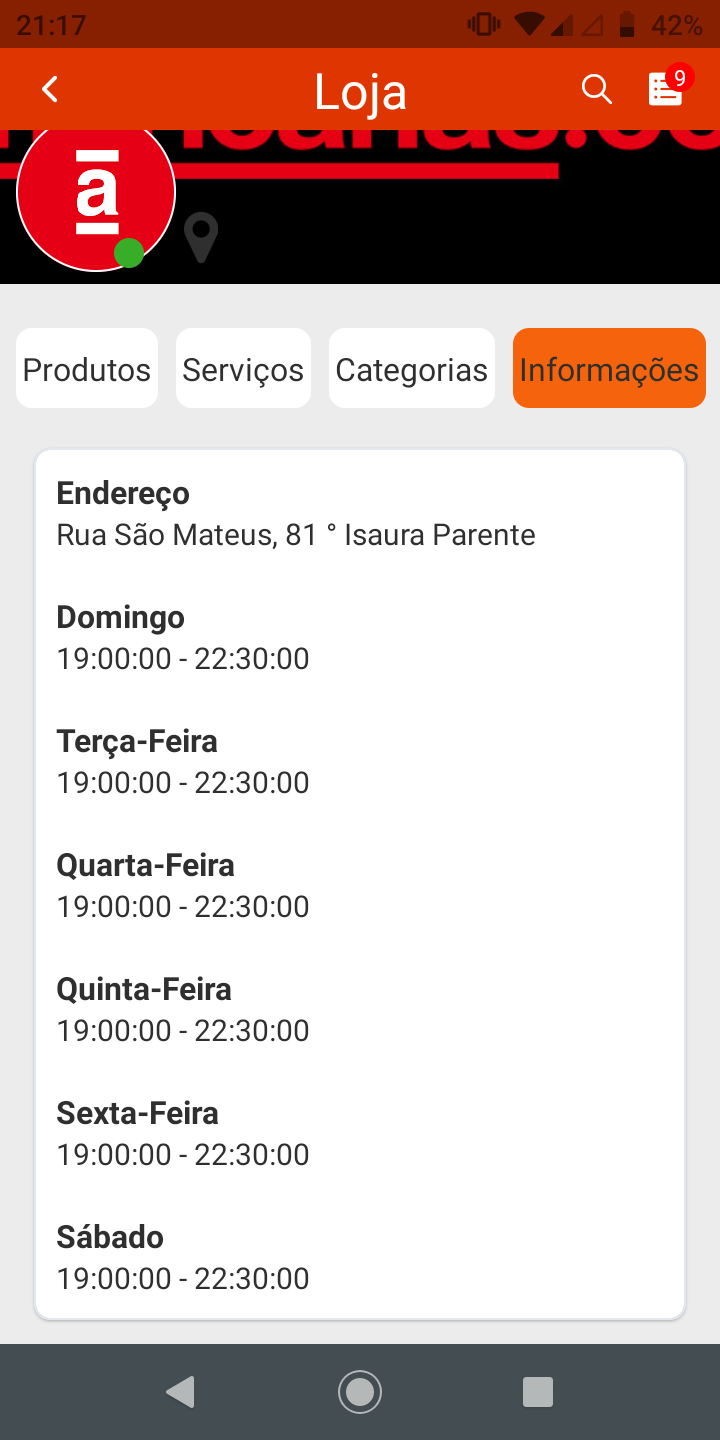 21:17
42%
Loja
9
a
Produtos
Serviços
Categorias
Informações
Endereço
Rua São Mateus, 81 ° Isaura Parente
Domingo
19:00:00 - 22:30:00
Terça-Feira
19:00:00 - 22:30:00
Quarta-Feira
19:00:00 - 22:30:00
Quinta-Feira
19:00:00 - 22:30:00
Sexta-Feira
19:00:00 - 22:30:00
Sábado
19:00:00 - 22:30:00